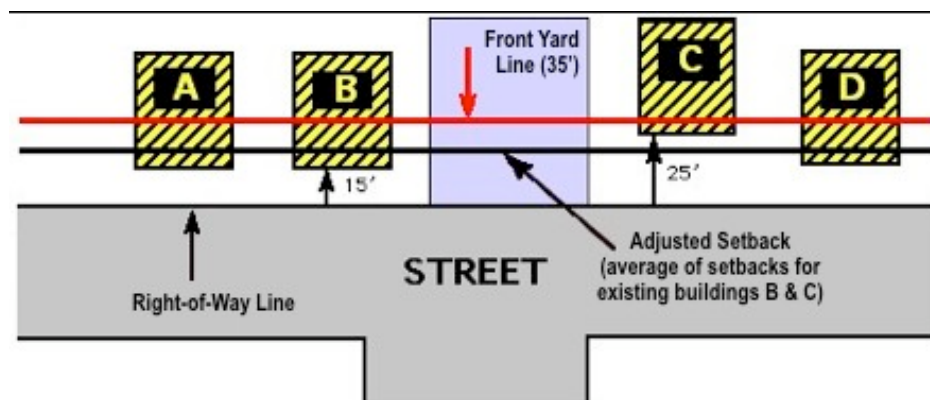 Front Yard
Line (35')
A
B
C
D
15'
25'
STREET
Adjusted Setback
(average of setbacks for
existing buildings B & C)
Right-of-Way Line